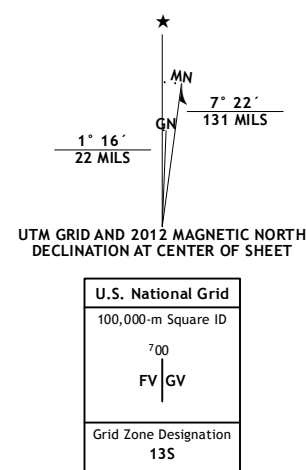 ★
MN
GN
7° 22´
131 MILS
1° 16´
22 MILS
UTM GRID AND 2012 MAGNETIC NORTH
DECLINATION AT CENTER OF SHEET
U.S. National Grid
100,000-m Square ID
⁷00
FV GV
Grid Zone Designation
13S